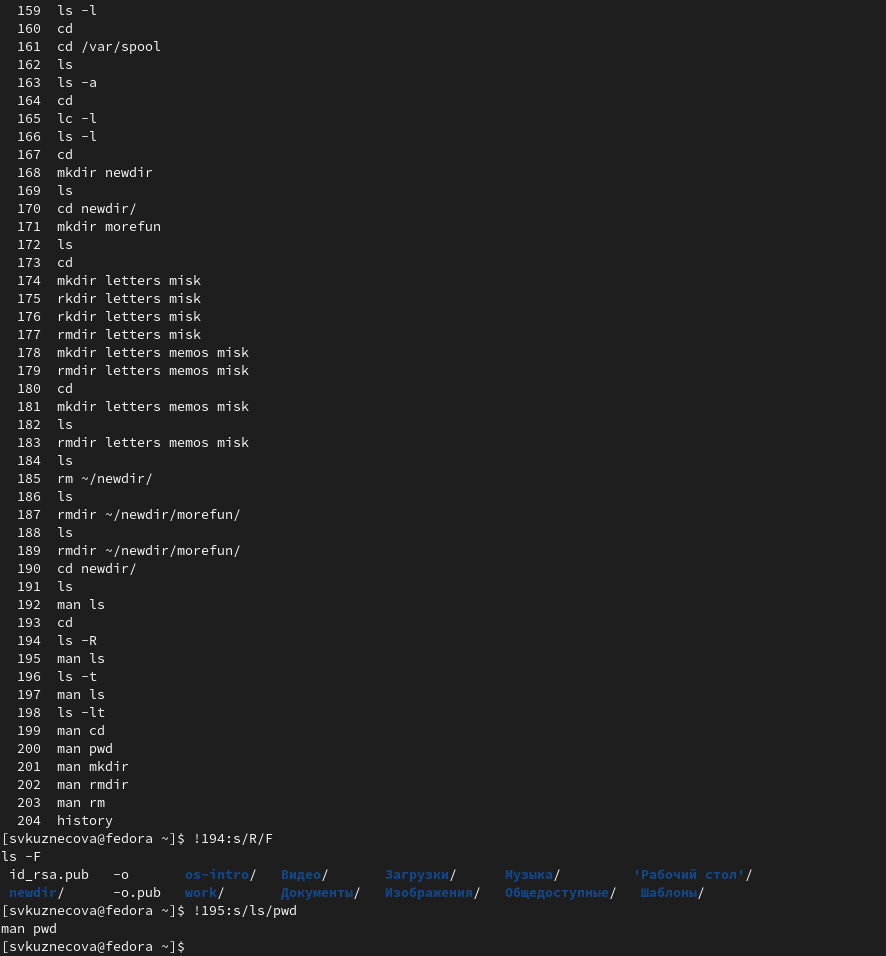 159  ls -l
160  cd
161  cd /var/spool
162  ls
163  ls -a
164  cd
165  lc -l
166  ls -l
167  cd
168  mkdir newdir
169  ls
170  cd newdir/
171  mkdir morefun
172  ls
173  cd
174  mkdir letters misk
175  rkdir letters misk
176  rkdir letters misk
177  rmdir letters misk
178  mkdir letters memos misk
179  rmdir letters memos misk
180  cd
181  mkdir letters memos misk
182  ls
183  rmdir letters memos misk
184  ls
185  rm ~/newdir/
186  ls
187  rmdir ~/newdir/morefun/
188  ls
189  rmdir ~/newdir/morefun/
190  cd newdir/
191  ls
192  man ls
193  cd
194  ls -R
195  man ls
196  ls -t
197  man ls
198  ls -lt
199  man cd
200  man pwd
201  man mkdir
202  man rmdir
203  man rm
204  history
[svkuznecova@fedora ~]$ !194:s/R/F
ls -F
id_rsa.pub   -o       os-intro/   Видео/       Загрузки/      Музыка/         'Рабочий стол'/
newdir/      -o.pub   work/       Документы/   Изображения/   Общедоступные/   Шаблоны/
[svkuznecova@fedora ~]$ !195:s/ls/pwd
man pwd
[svkuznecova@fedora ~]$